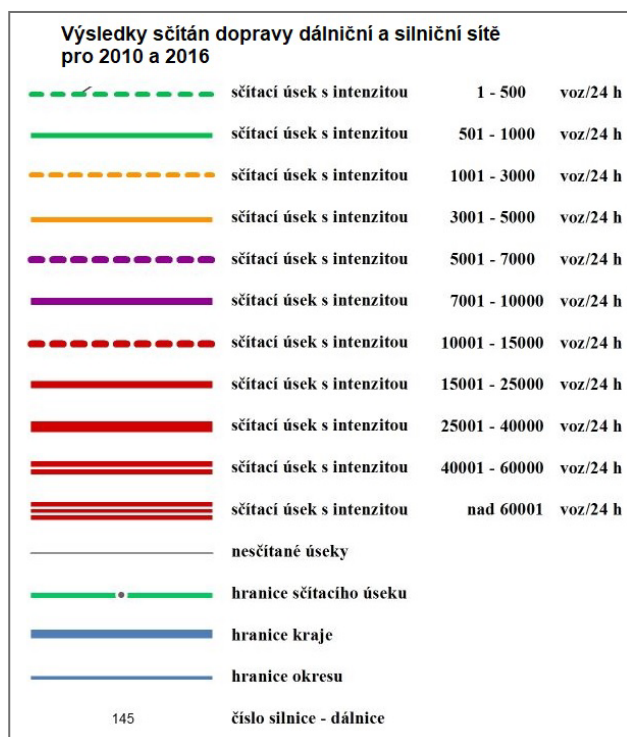 Výsledky sčítán dopravy dálniční a silniční sítě
pro 2010 a 2016
sčítací úsek s intenzitou 1 - 500 voz/24 h
sčítací úsek s intenzitou 501 - 1000 voz/24 h
sčítací úsek s intenzitou 1001 - 3000 voz/24 h
sčítací úsek s intenzitou 3001 - 5000 voz/24 h
sčítací úsek s intenzitou 5001 - 7000 voz/24 h
sčítací úsek s intenzitou 7001 - 10000 voz/24 h
sčítací úsek s intenzitou 10001 - 15000 voz/24 h
sčítací úsek s intenzitou 15001 - 25000 voz/24 h
sčítací úsek s intenzitou 25001 - 40000 voz/24 h
sčítací úsek s intenzitou 40001 - 60000 voz/24 h
sčítací úsek s intenzitou nad 60001 voz/24 h
nesčítané úseky
hranice sčítacího úseku
hranice kraje
hranice okresu
145 číslo silnice - dálnice